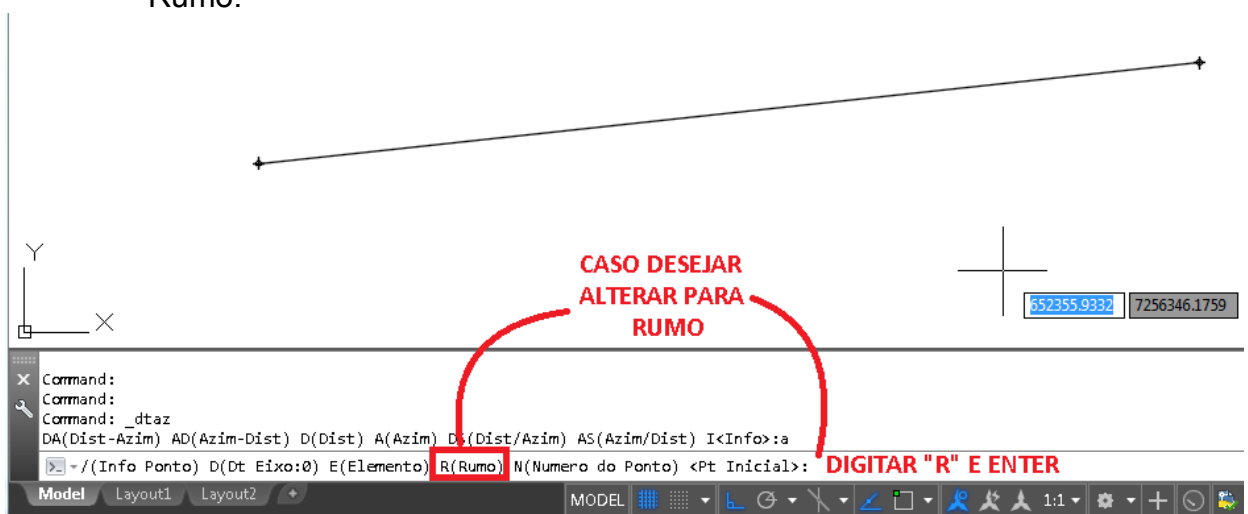 Rumo.
Y
X
CASO DESEJAR
ALTERAR PARA
RUMO
652355.9332 7256346.1759
Command:
Command:
Command: _dtaz
DA(Dist-Azim) AD(Azim-Dist) D(Dist) A(Azim) DS(Dist/Azim) AS(Azim/Dist) I<Info>:a
/(Info Ponto) D(Dt Eixo:0) E(Elemento) R(Rumo) N(Numero do Ponto) <Pt Inicial>: DIGITAR "R" E ENTER
Model Layout1 Layout2 + MODEL 1:1